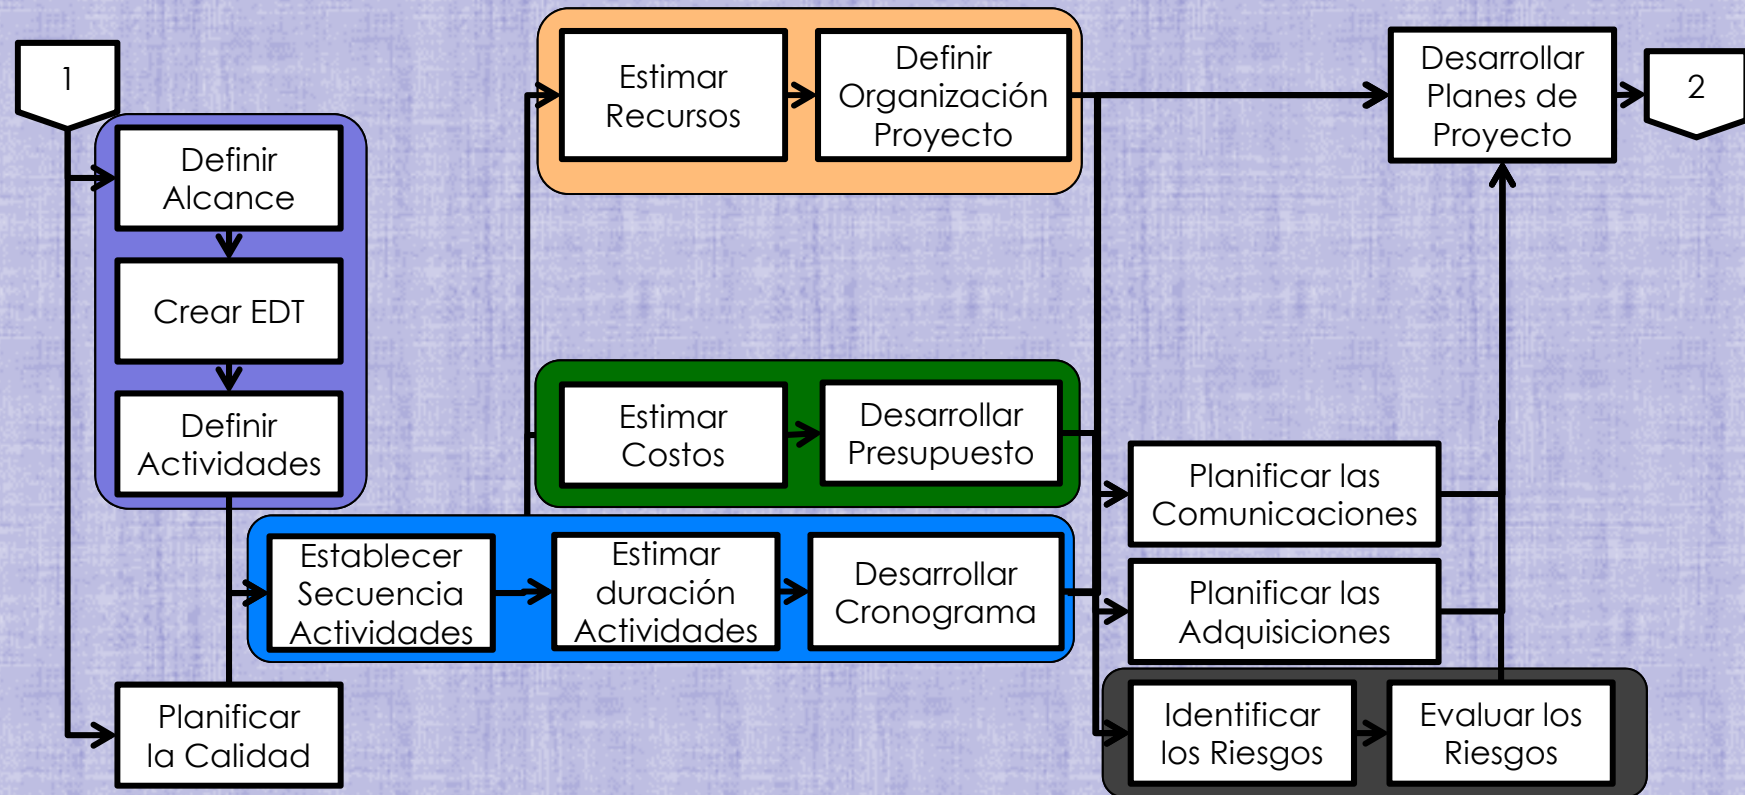 1
Definir
Alcance
Crear EDT
Definir
Actividades
Planificar
la Calidad
Estimar
Recursos
Definir
Organización
Proyecto
Estimar
Costos
Desarrollar
Presupuesto
Establecer
Secuencia
Actividades
Estimar
duración
Actividades
Desarrollar
Cronograma
Planificar las
Comunicaciones
Planificar las
Adquisiciones
Identificar
los Riesgos
Evaluar los
Riesgos
Desarrollar
Planes de
Proyecto
2